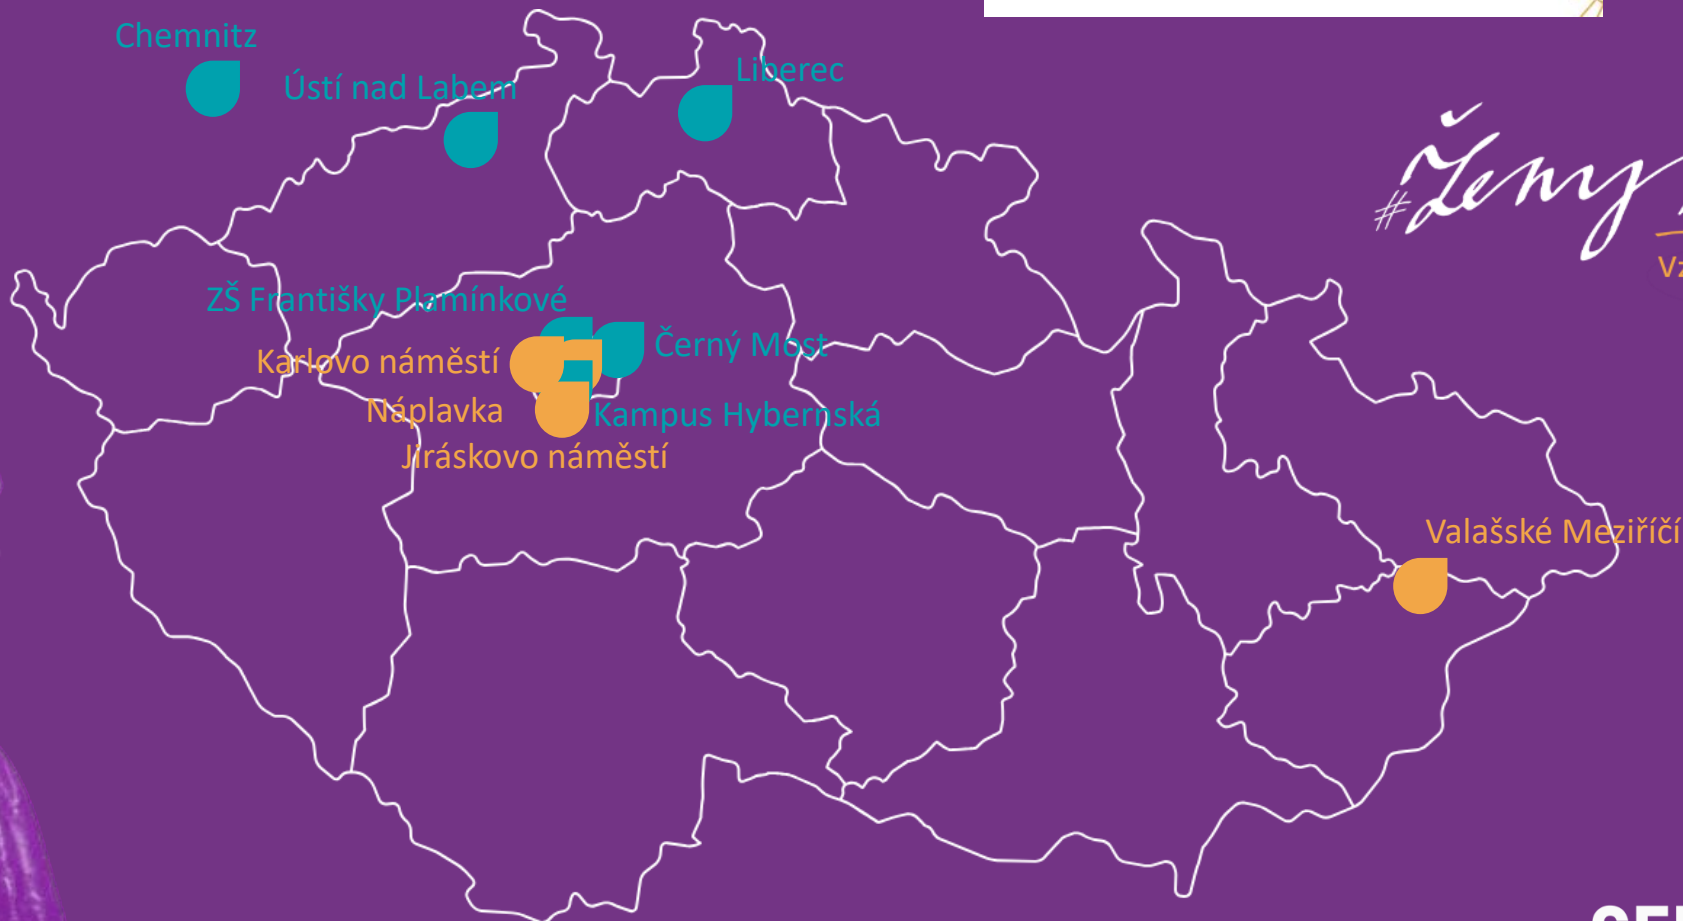 Chemnitz
Ústí nad Labem
Liberec
#Ženy
ZŠ Františky Plamínkové
Černý Most
Karlovo náměstí
Náplavka
Kampus Hybernská
Jiráskovo náměstí
Valašské Meziříčí